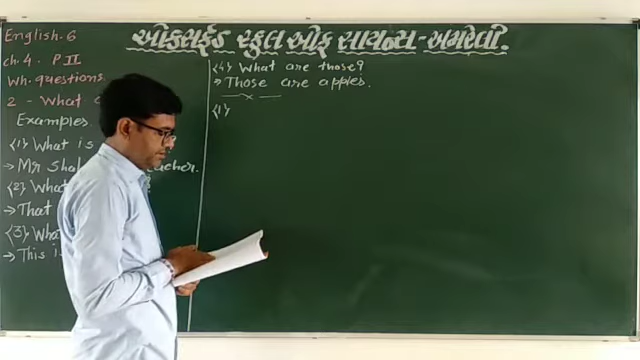 ઓક્સફર્ડ સ્કુલ ઓફ સાયન્સ-અમરેલી.
English-6
ch.4. P II
Wh. questions.
2 - What
Examples
(1) What is
→ Mr Shah teacher.
(2) What ?
→ That
(3) What
→ This is
(4) What are those?
→ Those are apples.
(1)